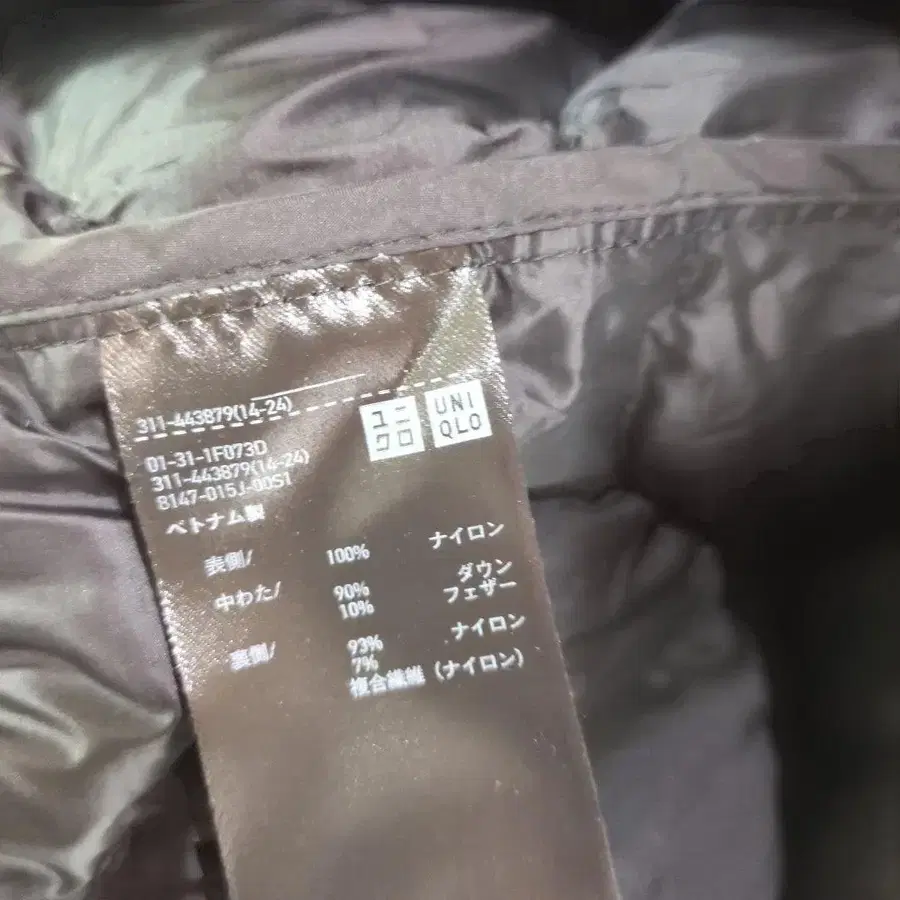 311-443879(14-24)
ユニ
クロ
UNI
QLO
01-31-1F073D
311-443879(14-24)
8147-015J-00S1
ベトナム製
表側/ 100% ナイロン
中わた/ 90% ダウン
10% フェザー
裏側/ 93% ナイロン
7%
複合繊維 (ナイロン)